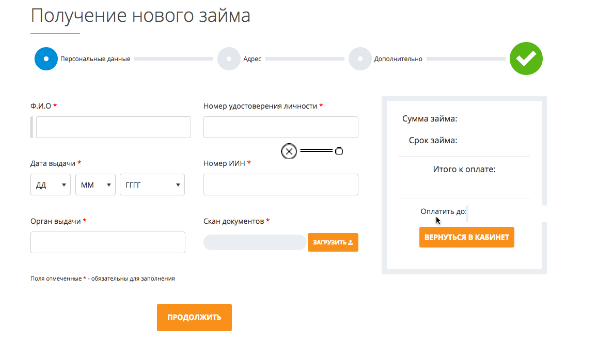 Получение нового займа
Персональные данные
Адрес
Дополнительно
Ф.И.О *
Номер удостоверения личности *
Дата выдачи *
ДД
ММ
ГГГГ
Номер ИИН *
Орган выдачи *
Скан документов *
ЗАГРУЗИТЬ
Поля отмеченные * - обязательны для заполнения
ПРОДОЛЖИТЬ
Сумма займа:
Срок займа:
Итого к оплате:
Оплатить до:
ВЕРНУТЬСЯ В КАБИНЕТ